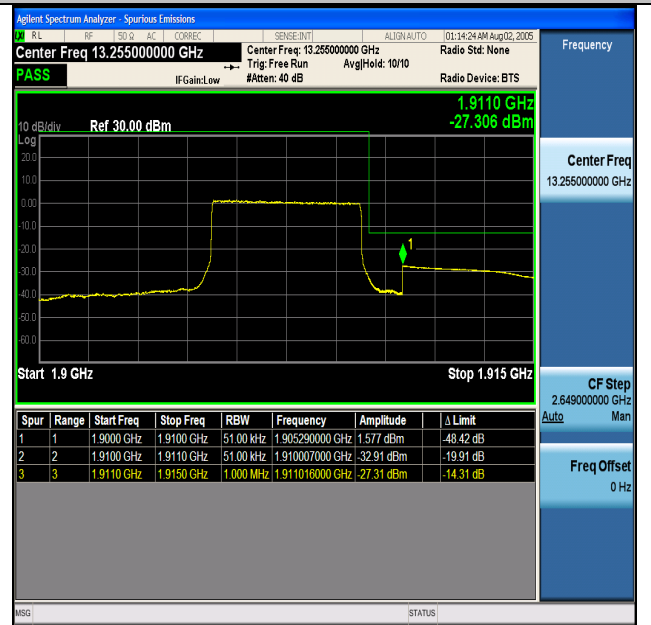 Agilent Spectrum Analyzer - Spurious Emissions
RL RF 50 Ω AC CORREC SENSE:INT ALIGN AUTO 01:14:24 AM Aug 02, 2005
Center Freq 13.255000000 GHz
PASS
IFGain:Low
Center Freq: 13.255000000 GHz
Trig: Free Run Avg|Hold: 10/10
#Atten: 40 dB
Radio Std: None
Radio Device: BTS
Frequency
1.9110 GHz
-27.306 dBm
10 dB/div Ref 30.00 dBm
Log
20.0
10.0
0.00
-10.0
-20.0
-30.0
-40.0
-50.0
-60.0
1
Start 1.9 GHz Stop 1.915 GHz
Center Freq
13.255000000 GHz
CF Step
2.649000000 GHz
Auto Man
Freq Offset
0 Hz
Spur Range Start Freq Stop Freq RBW Frequency Amplitude Δ Limit
1 1 1.9000 GHz 1.9100 GHz 51.00 kHz 1.905290000 GHz 1.577 dBm -48.42 dB
2 2 1.9100 GHz 1.9110 GHz 51.00 kHz 1.910007000 GHz -32.91 dBm -19.91 dB
3 3 1.9110 GHz 1.9150 GHz 1.000 MHz 1.911016000 GHz -27.31 dBm -14.31 dB
MSG STATUS